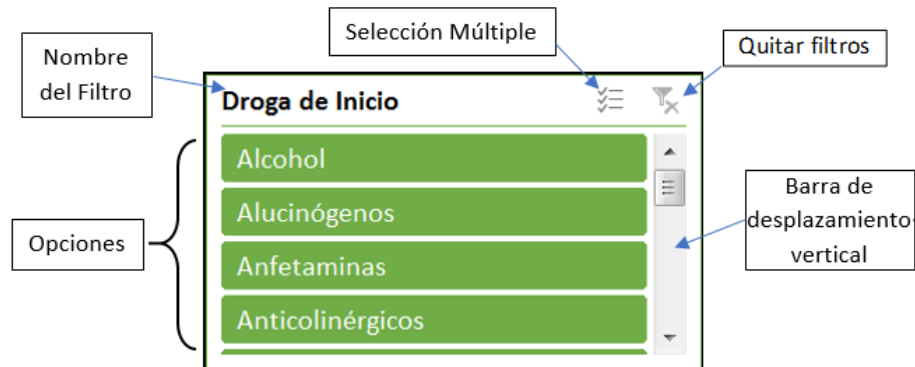 Selección Múltiple
Quitar filtros
Nombre
del Filtro
Droga de Inicio
Alcohol
Alucinógenos
Anfetaminas
Anticolinérgicos
Opciones
Barra de
desplazamiento
vertical